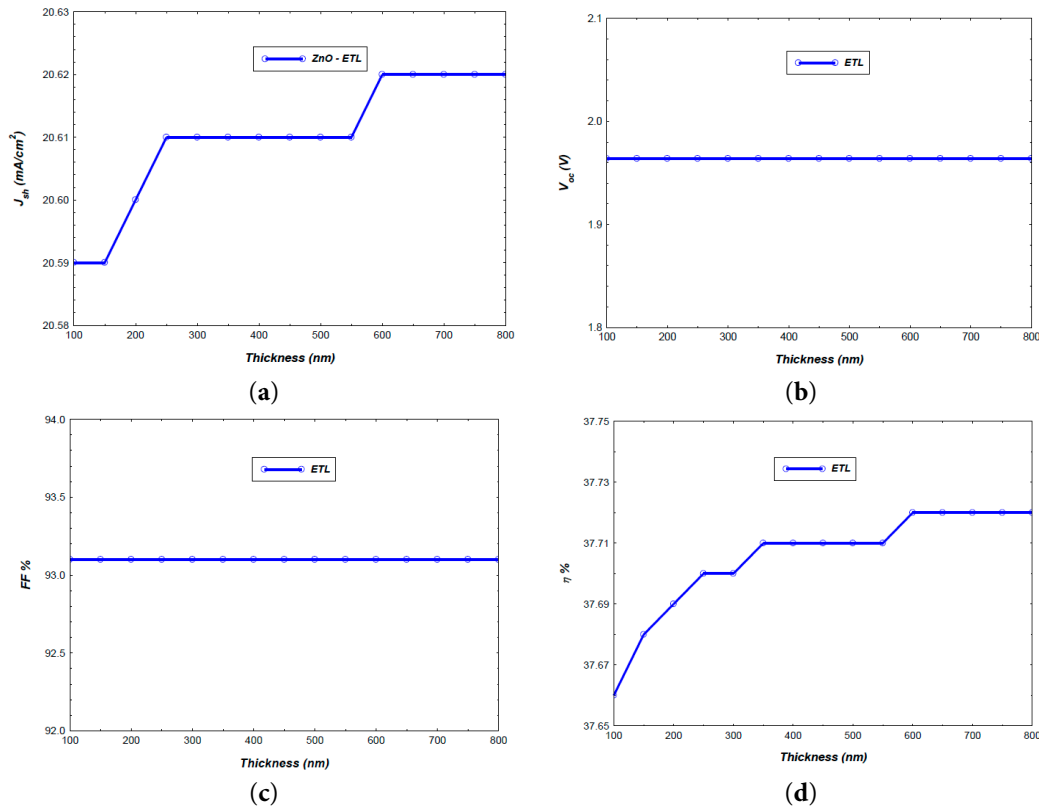 20.63
20.62
20.61
20.60
20.59
20.58
J_sh (mA/cm²)
ZnO - ETL
100 200 300 400 500 600 700 800
Thickness (nm)
(a)
2.1
2.0
1.9
1.8
V_oc (V)
ETL
100 200 300 400 500 600 700 800
Thickness (nm)
(b)
94.0
93.5
93.0
92.5
92.0
FF %
ETL
100 200 300 400 500 600 700 800
Thickness (nm)
(c)
37.75
37.73
37.71
37.69
37.67
37.65
η %
ETL
100 200 300 400 500 600 700 800
Thickness (nm)
(d)